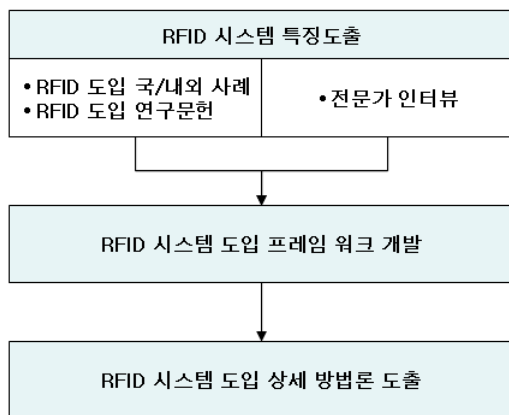 RFID 시스템 특징도출
• RFID 도입 국/내외 사례
• RFID 도입 연구문헌
• 전문가 인터뷰
RFID 시스템 도입 프레임 워크 개발
RFID 시스템 도입 상세 방법론 도출